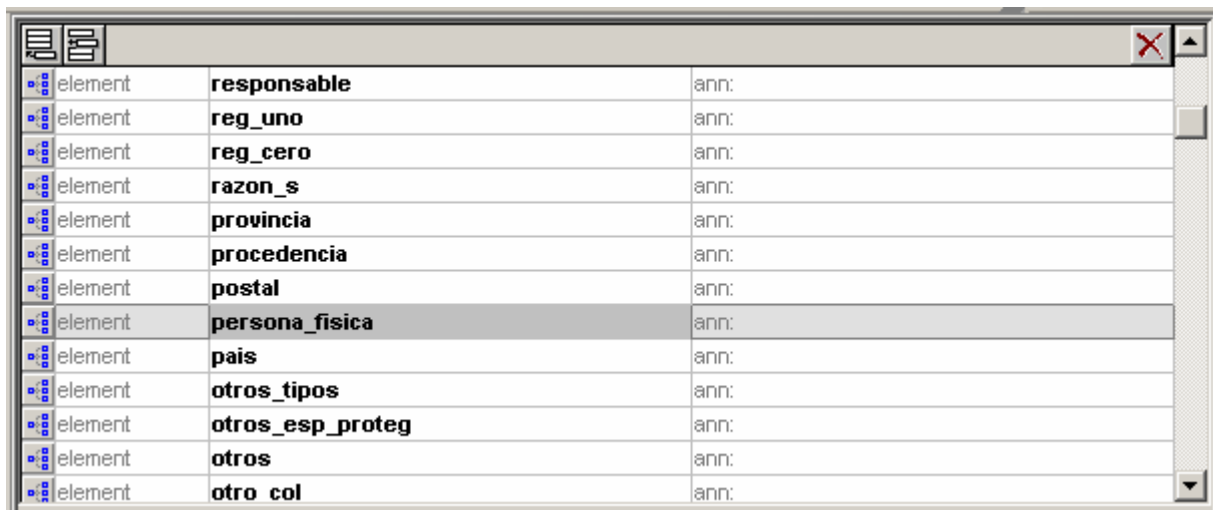 element responsable ann:
element reg_uno ann:
element reg_cero ann:
element razon_s ann:
element provincia ann:
element procedencia ann:
element postal ann:
element persona_fisica ann:
element pais ann:
element otros_tipos ann:
element otros_esp_proteg ann:
element otros ann:
element otro_col ann: